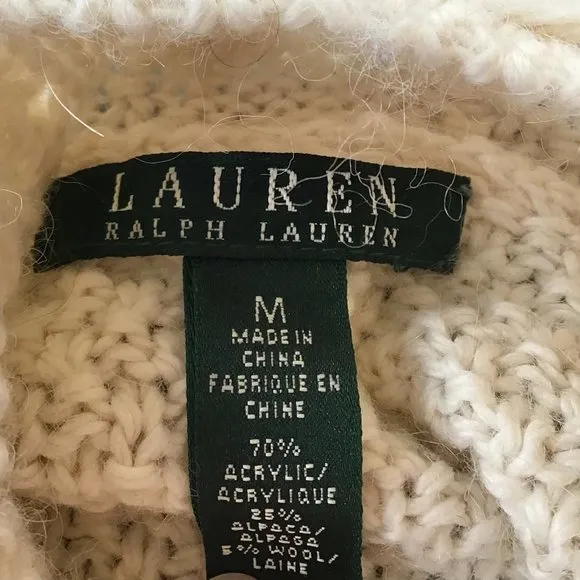 LAUREN
RALPH LAUREN
M
MADE IN
CHINA
FABRIQUE EN
CHINE
70%
ACRYLIC/
ACRYLIQUE
25%
ALPACA/
ALPAGA
5% WOOL/
LAINE